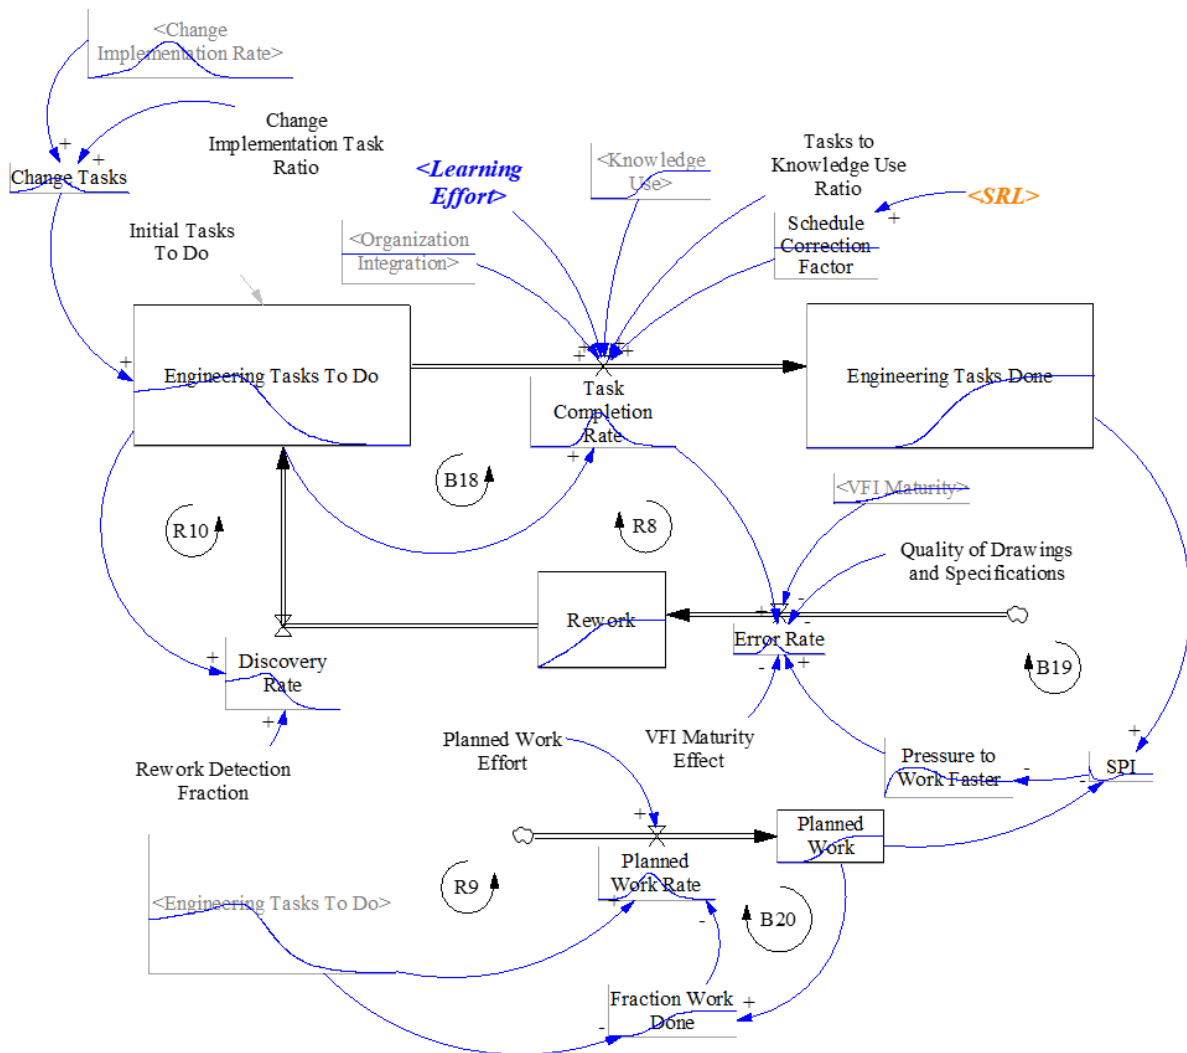 <Change
Implementation Rate>
Change
Implementation Task
Ratio
+
+
Change Tasks
<Learning
Effort>
<Knowledge
Use>
Tasks to
Knowledge Use
Ratio
<SRL>
+
Schedule
Correction
Factor
Initial Tasks
To Do
<Organization
Integration>
+
+
+
+
+
Engineering Tasks To Do
Task
Completion
Rate
+
Engineering Tasks Done
B18
R10
R8
<VFI Maturity>
Quality of Drawings
and Specifications
-
-
+
Rework
Error Rate
-
+
B19
+
Discovery
Rate
+
Rework Detection
Fraction
Planned Work
Effort
VFI Maturity
Effect
+
Pressure to
Work Faster
-
-
SPI
+
Planned
Work
Planned
Work Rate
+
-
R9
B20
<Engineering Tasks To Do>
Fraction Work
Done
+
-